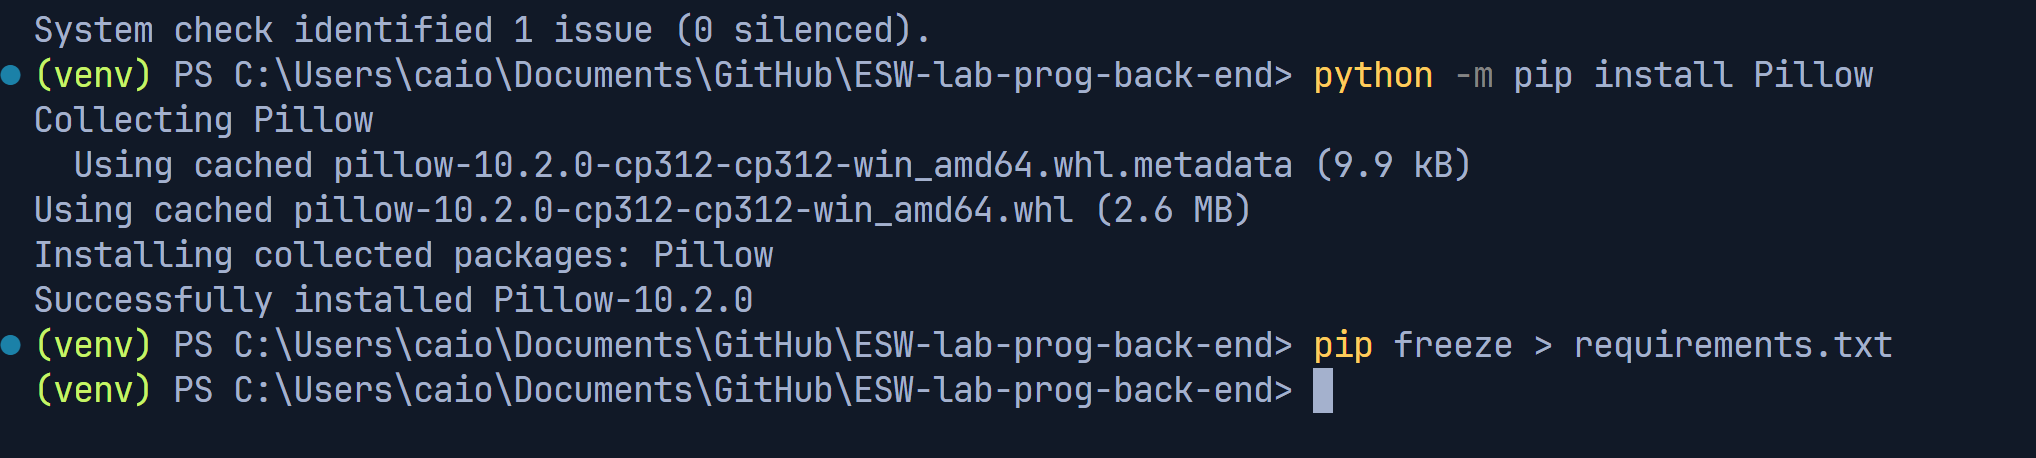 System check identified 1 issue (0 silenced).
(venv) PS C:\Users\caio\Documents\GitHub\ESW-lab-prog-back-end> python -m pip install Pillow
Collecting Pillow
  Using cached pillow-10.2.0-cp312-cp312-win_amd64.whl.metadata (9.9 kB)
Using cached pillow-10.2.0-cp312-cp312-win_amd64.whl (2.6 MB)
Installing collected packages: Pillow
Successfully installed Pillow-10.2.0
(venv) PS C:\Users\caio\Documents\GitHub\ESW-lab-prog-back-end> pip freeze > requirements.txt
(venv) PS C:\Users\caio\Documents\GitHub\ESW-lab-prog-back-end>